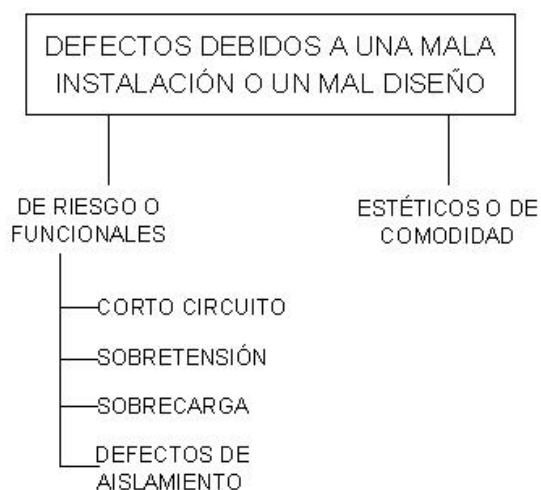 DEFECTOS DEBIDOS A UNA MALA
INSTALACIÓN O UN MAL DISEÑO
DE RIESGO O
FUNCIONALES
ESTÉTICOS O DE
COMODIDAD
CORTO CIRCUITO
SOBRETENSIÓN
SOBRECARGA
DEFECTOS DE
AISLAMIENTO